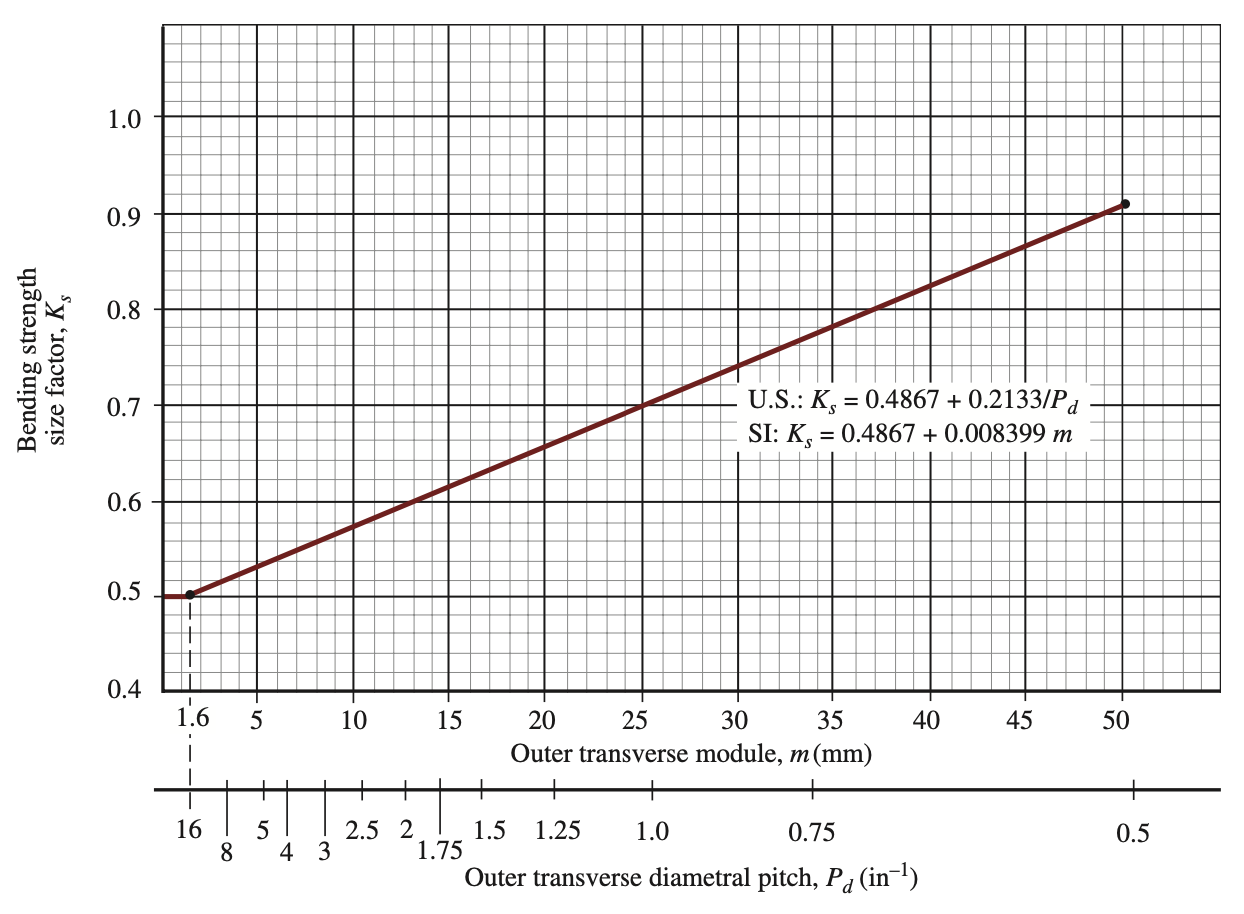 1.0
0.9
0.8
0.7
0.6
0.5
0.4
Bending strength
size factor, Kₛ
U.S.: Kₛ = 0.4867 + 0.2133/P_d
SI: Kₛ = 0.4867 + 0.008399 m
1.6 5 10 15 20 25 30 35 40 45 50
Outer transverse module, m (mm)
16 8 5 4 3 2.5 2 1.75 1.5 1.25 1.0 0.75 0.5
Outer transverse diametral pitch, P_d (in⁻¹)